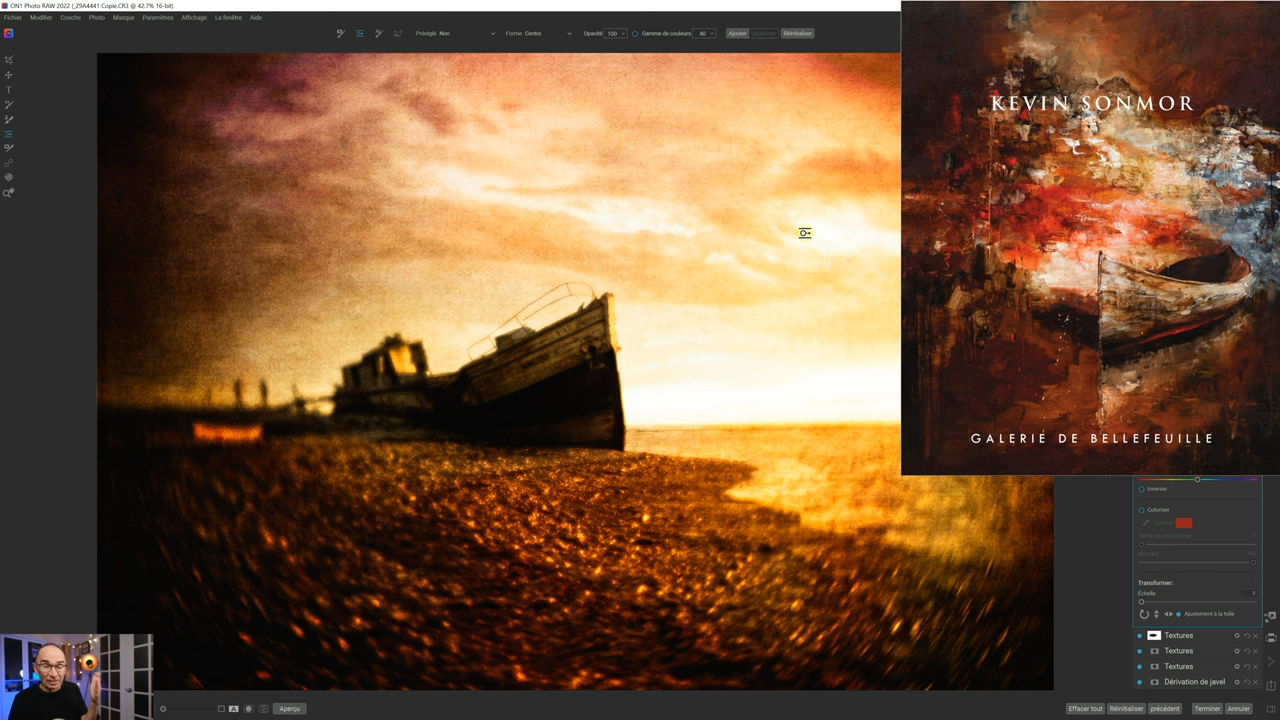 ON1 Photo RAW 2022 (_Z9A4441 Copie.CR3 @ 42.7% 16-bit)
Fichier Modifier Couche Photo Masque Paramètres Affichage La fenêtre Aide
Préréglé Non Forme Centre Opacité 100 Gamme de couleurs 40 Ajouter Réinitialiser
KEVIN SONMOR
GALERIE DE BELLEFEUILLE
Inverser
Coloriser
Transformer:
Échelle
Ajustement à la toile
Textures
Textures
Textures
Dérivation de javel
A Aperçu Effacer tout Réinitialiser précédent Terminer Annuler